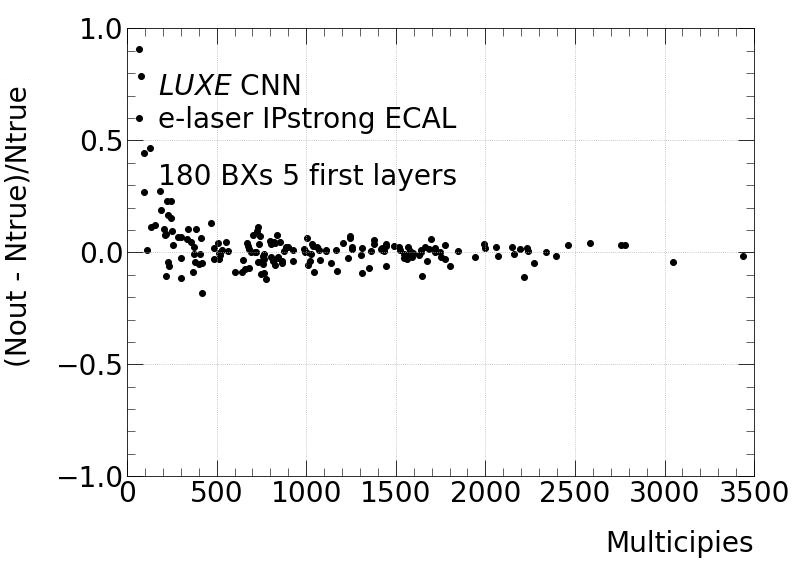 1.0
LUXE CNN
e-laser IPstrong ECAL
0.5
180 BXs 5 first layers
(Nout - Ntrue)/Ntrue
0.0
−0.5
−1.0
0 500 1000 1500 2000 2500 3000 3500
Multicipies